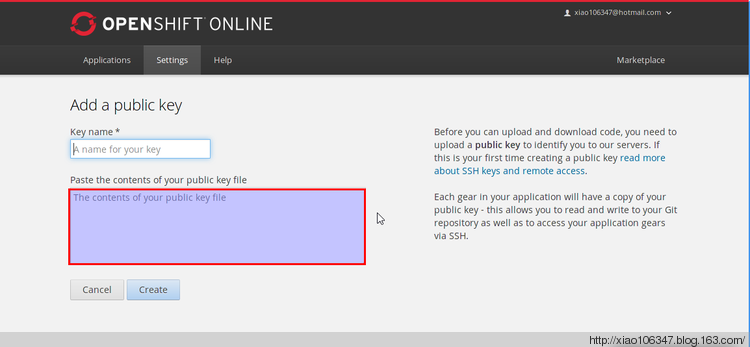 OPENSHIFT ONLINE
xiao106347@hotmail.com
Applications Settings Help Marketplace
Add a public key
Key name *
A name for your key
Paste the contents of your public key file
The contents of your public key file
Cancel Create
Before you can upload and download code, you need to
upload a public key to identify you to our servers. If
this is your first time creating a public key read more
about SSH keys and remote access.
Each gear in your application will have a copy of your
public key - this allows you to read and write to your Git
repository as well as to access your application gears
via SSH.
http://xiao106347.blog.163.com/